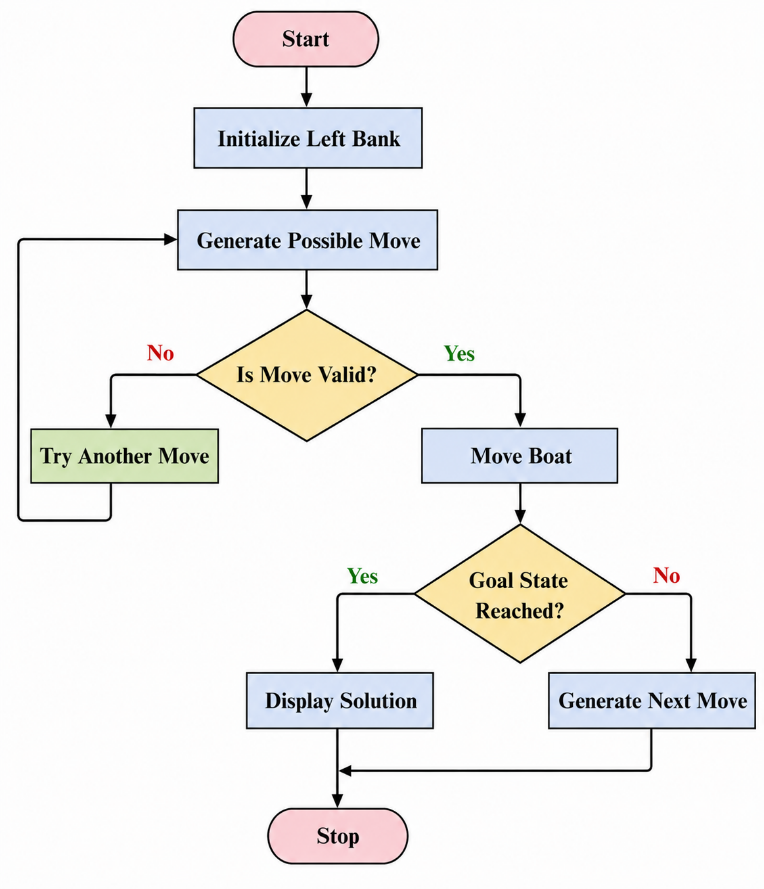 Start
Initialize Left Bank
Generate Possible Move
Is Move Valid?
No
Yes
Try Another Move
Move Boat
Goal State
Reached?
Yes
No
Display Solution
Generate Next Move
Stop